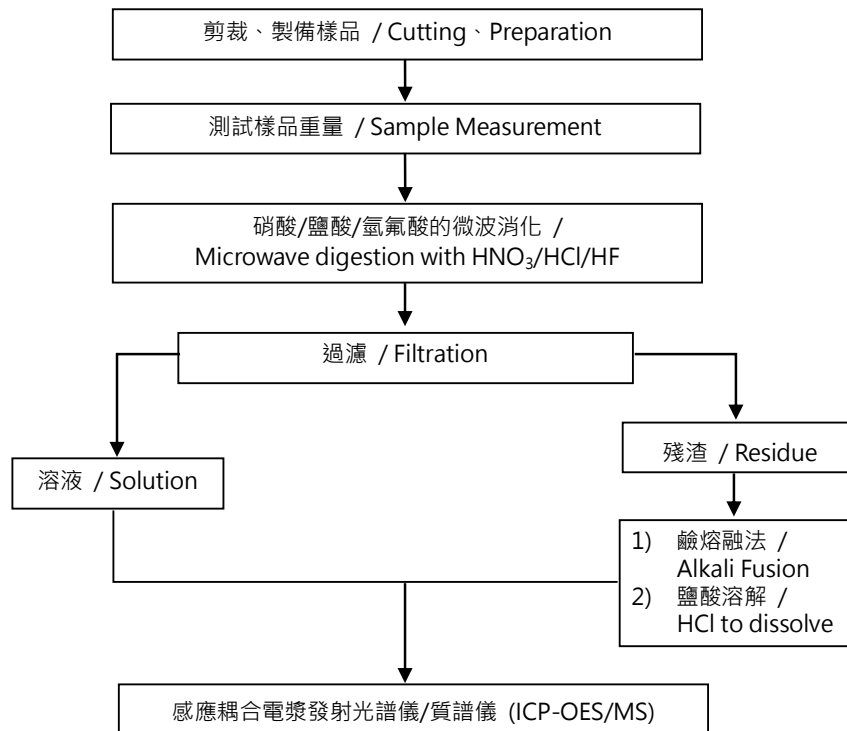 剪裁、製備樣品 / Cutting、Preparation
測試樣品重量 / Sample Measurement
硝酸/鹽酸/氫氟酸的微波消化 /
Microwave digestion with HNO₃/HCl/HF
過濾 / Filtration
溶液 / Solution
殘渣 / Residue
1) 鹼熔融法 /
Alkali Fusion
2) 鹽酸溶解 /
HCl to dissolve
感應耦合電漿發射光譜儀/質譜儀 (ICP-OES/MS)